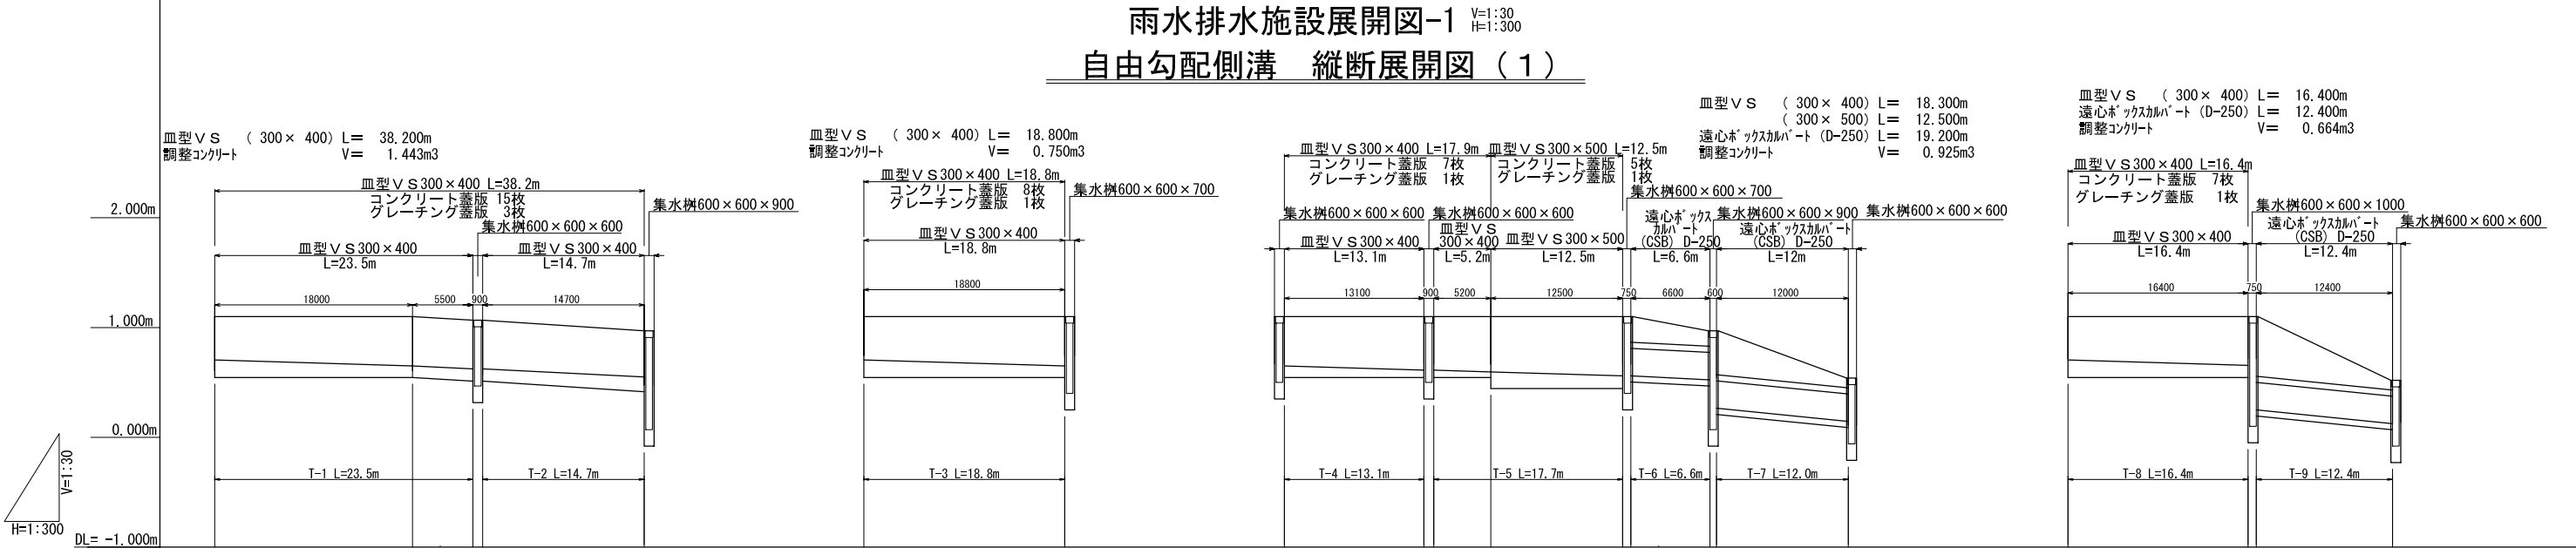 雨水排水施設展開図-1 V=1:30
H=1:300
自由勾配側溝　縦断展開図（１）
皿型ＶＳ （ 300× 400) L＝ 38.200m
調整ｺﾝｸﾘｰﾄ V＝ 1.443m3
皿型ＶＳ300×400 L=38.2m
コンクリート蓋版 15枚
グレーチング蓋版 3枚
集水桝600×600×900
集水桝600×600×600
皿型ＶＳ300×400
L=23.5m
皿型ＶＳ300×400
L=14.7m
18000 5500 900 14700
T-1 L=23.5m
T-2 L=14.7m
皿型ＶＳ （ 300× 400) L＝ 18.800m
調整ｺﾝｸﾘｰﾄ V＝ 0.750m3
皿型ＶＳ300×400 L=18.8m
コンクリート蓋版 8枚
グレーチング蓋版 1枚
集水桝600×600×700
皿型ＶＳ300×400
L=18.8m
18800
T-3 L=18.8m
皿型ＶＳ （ 300× 400) L＝ 18.300m
（ 300× 500) L＝ 12.500m
遠心ﾎﾞｯｸｽｶﾙﾊﾞｰﾄ (D-250) L＝ 19.200m
調整ｺﾝｸﾘｰﾄ V＝ 0.925m3
皿型ＶＳ300×400 L=17.9m
コンクリート蓋版 7枚
グレーチング蓋版 1枚
皿型ＶＳ300×500 L=12.5m
コンクリート蓋版 5枚
グレーチング蓋版 1枚
集水桝600×600×700
集水桝600×600×600
集水桝600×600×600
集水桝600×600×900
集水桝600×600×600
皿型ＶＳ300×400
L=13.1m
皿型ＶＳ
300×400
L=5.2m
皿型ＶＳ300×500
L=12.5m
遠心ﾎﾞｯｸｽ
ｶﾙﾊﾞｰﾄ
(CSB) D-250
L=6.6m
遠心ﾎﾞｯｸｽｶﾙﾊﾞｰﾄ
(CSB) D-250
L=12m
13100 900 5200 12500 750 6600 600 12000
T-4 L=13.1m
T-5 L=17.7m
T-6 L=6.6m
T-7 L=12.0m
皿型ＶＳ （ 300× 400) L＝ 16.400m
遠心ﾎﾞｯｸｽｶﾙﾊﾞｰﾄ (D-250) L＝ 12.400m
調整ｺﾝｸﾘｰﾄ V＝ 0.664m3
皿型ＶＳ300×400 L=16.4m
コンクリート蓋版 7枚
グレーチング蓋版 1枚
集水桝600×600×1000
集水桝600×600×600
皿型ＶＳ300×400
L=16.4m
遠心ﾎﾞｯｸｽｶﾙﾊﾞｰﾄ
(CSB) D-250
L=12.4m
16400 750 12400
T-8 L=16.4m
T-9 L=12.4m
2.000m
1.000m
0.000m
DL= -1.000m
V=1:30
H=1:300